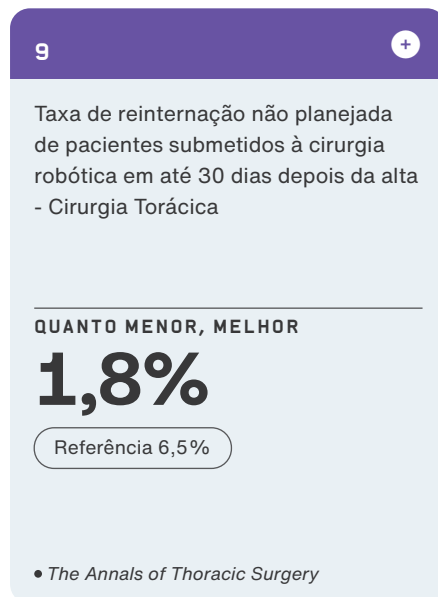 9
+
Taxa de reinternação não planejada
de pacientes submetidos à cirurgia
robótica em até 30 dias depois da alta
- Cirurgia Torácica
QUANTO MENOR, MELHOR
1,8%
Referência 6,5%
• The Annals of Thoracic Surgery